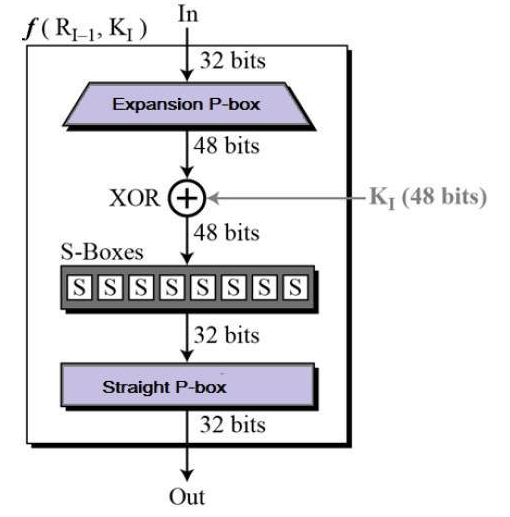 In
f ( R_I–1, K_I )
32 bits
Expansion P-box
48 bits
XOR + K_I (48 bits)
48 bits
S-Boxes
S S S S S S S S
32 bits
Straight P-box
32 bits
Out